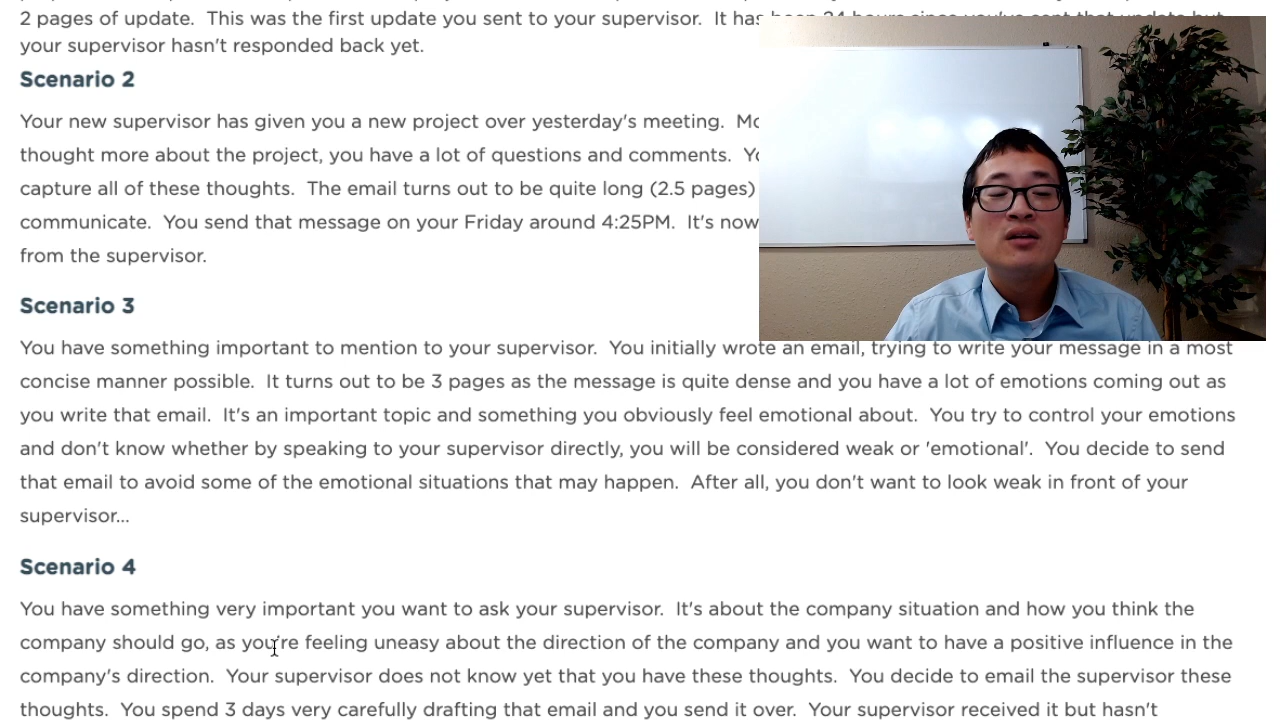 2 pages of update.  This was the first update you sent to your supervisor.  It has been 24 hours since you've sent that update but
your supervisor hasn't responded back yet.
Scenario 2
Your new supervisor has given you a new project over yesterday's meeting.
thought more about the project, you have a lot of questions and comments.
capture all of these thoughts.  The email turns out to be quite long (2.5 pages)
communicate.  You send that message on your Friday around 4:25PM.  It's now
from the supervisor.
Scenario 3
You have something important to mention to your supervisor.  You initially wrote an email, trying to write your message in a most
concise manner possible.  It turns out to be 3 pages as the message is quite dense and you have a lot of emotions coming out as
you write that email.  It's an important topic and something you obviously feel emotional about.  You try to control your emotions
and don't know whether by speaking to your supervisor directly, you will be considered weak or 'emotional'.  You decide to send
that email to avoid some of the emotional situations that may happen.  After all, you don't want to look weak in front of your
supervisor...
Scenario 4
You have something very important you want to ask your supervisor.  It's about the company situation and how you think the
company should go, as you're feeling uneasy about the direction of the company and you want to have a positive influence in the
company's direction.  Your supervisor does not know yet that you have these thoughts.  You decide to email the supervisor these
thoughts.  You spend 3 days very carefully drafting that email and you send it over.  Your supervisor received it but hasn't